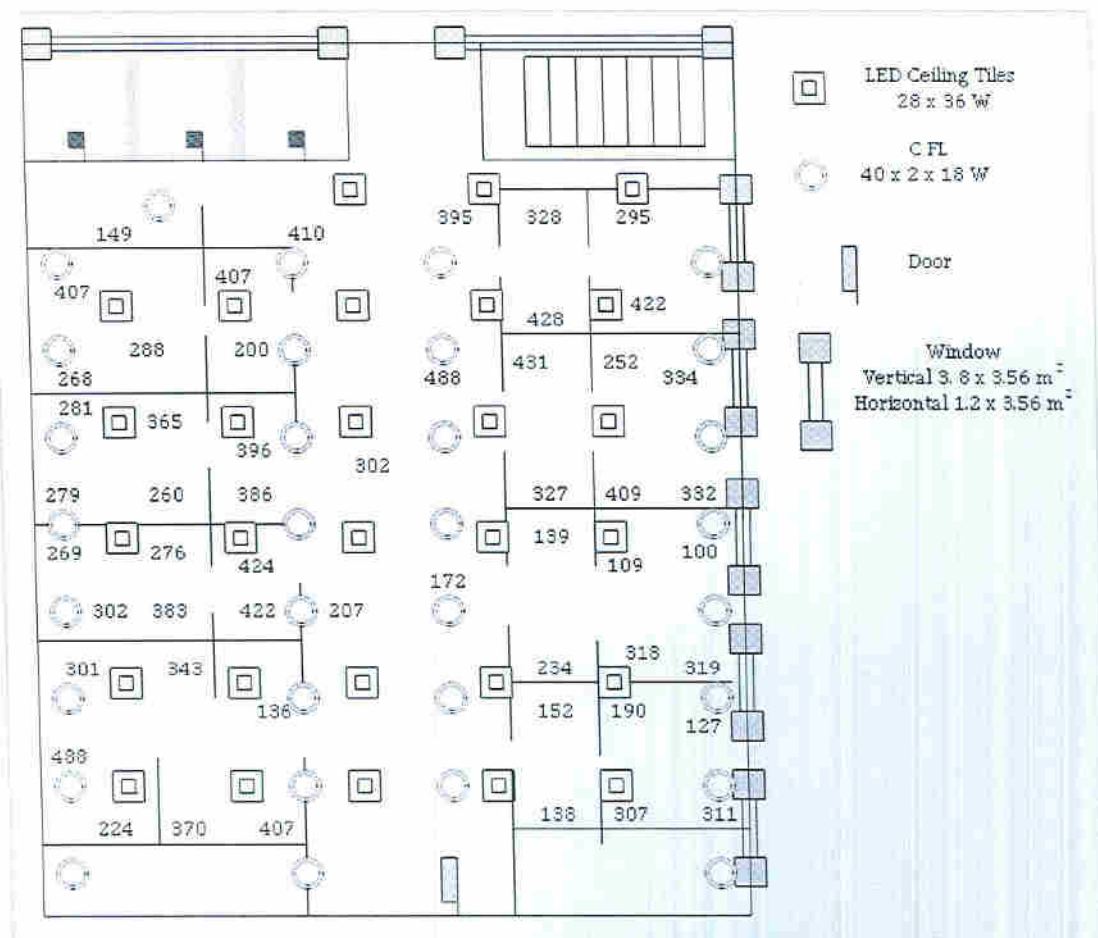 LED Ceiling Tiles
28 x 36 W
C FL
40 x 2 x 18 W
Door
Window
Vertical 3. 8 x 3.56 m²
Horizontal 1.2 x 3.56 m²
395 328 295
149 410
407
407
428 422
288 200 431 252
268 488 334
281 365
396
302
279 260 386 327 409 332
269 276 139 100
424 109
172
302 383 422 207
318
301 343 234 319
136 152 190
127
488
224 370 407 138 307 311